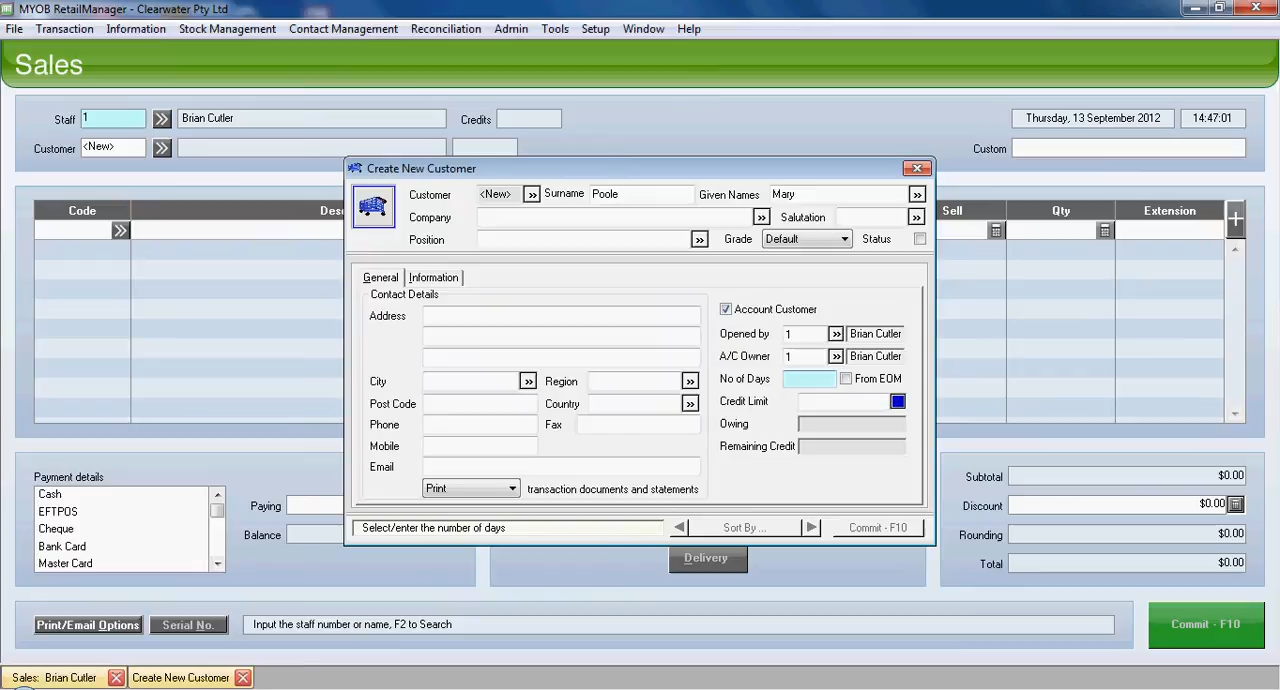 MYOB RetailManager - Clearwater Pty Ltd
File Transaction Information Stock Management Contact Management Reconciliation Admin Tools Setup Window Help
Sales
Staff 1 Brian Cutler Credits Thursday, 13 September 2012 14:47:01
Customer <New> Custom
Create New Customer
Customer <New> Surname Poole Given Names Mary
Company Salutation
Position Grade Default Status
Code Des Sell Qty Extension
General Information
Contact Details
Address
Account Customer
Opened by 1 Brian Cutler
A/C Owner 1 Brian Cutler
City Region No of Days From EOM
Post Code Country Credit Limit
Phone Fax Owing
Mobile Remaining Credit
Email
Print transaction documents and statements
Select/enter the number of days Sort By ... Commit - F10
Payment details
Cash
EFTPOS
Cheque
Bank Card
Master Card
Paying
Balance
Delivery
Subtotal $0.00
Discount $0.00
Rounding $0.00
Total $0.00
Print/Email Options Serial No. Input the staff number or name, F2 to Search Commit - F10
Sales: Brian Cutler Create New Customer